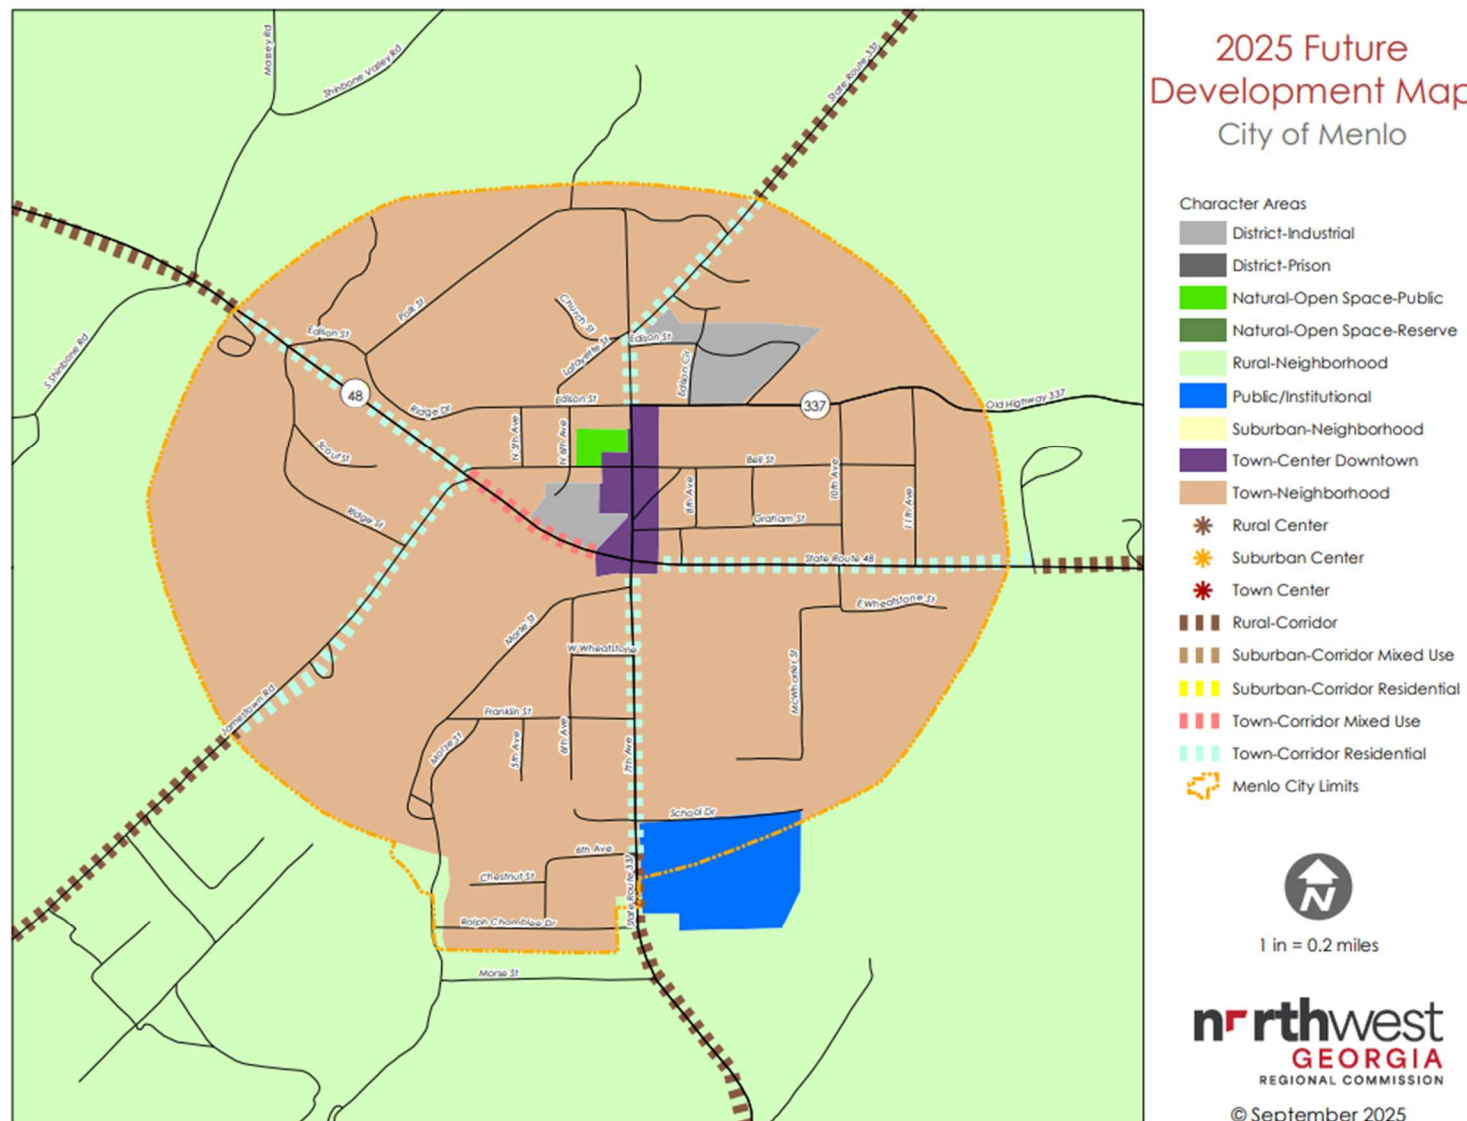 2025 Future
Development Map
City of Menlo
Character Areas
District-Industrial
District-Prison
Natural-Open Space-Public
Natural-Open Space-Reserve
Rural-Neighborhood
Public/Institutional
Suburban-Neighborhood
Town-Center Downtown
Town-Neighborhood
Rural Center
Suburban Center
Town Center
Rural-Corridor
Suburban-Corridor Mixed Use
Suburban-Corridor Residential
Town-Corridor Mixed Use
Town-Corridor Residential
Menlo City Limits
N
1 in = 0.2 miles
northwest
GEORGIA
REGIONAL COMMISSION
© September 2025
Massey Rd
Shinbone Valley Rd
State Route 337
S Shinbone Rd
Edison St
Polk St
Church St
Lafayette St
Edison St
Edison Cir
48
Ridge Dr
Edison St
337
Old Highway 337
N 5th Ave
N 6th Ave
Scout St
Bell St
8th Ave
10th Ave
11th Ave
Ridge St
Graham St
State Route 48
E Wheatstone St
Morse St
W Wheatstone
McWhorter St
Jamestown Rd
Franklin St
Morse St
5th Ave
6th Ave
7th Ave
School Dr
6th Ave
Chestnut St
State Route 337
Ralph Chamblee Dr
Morse St